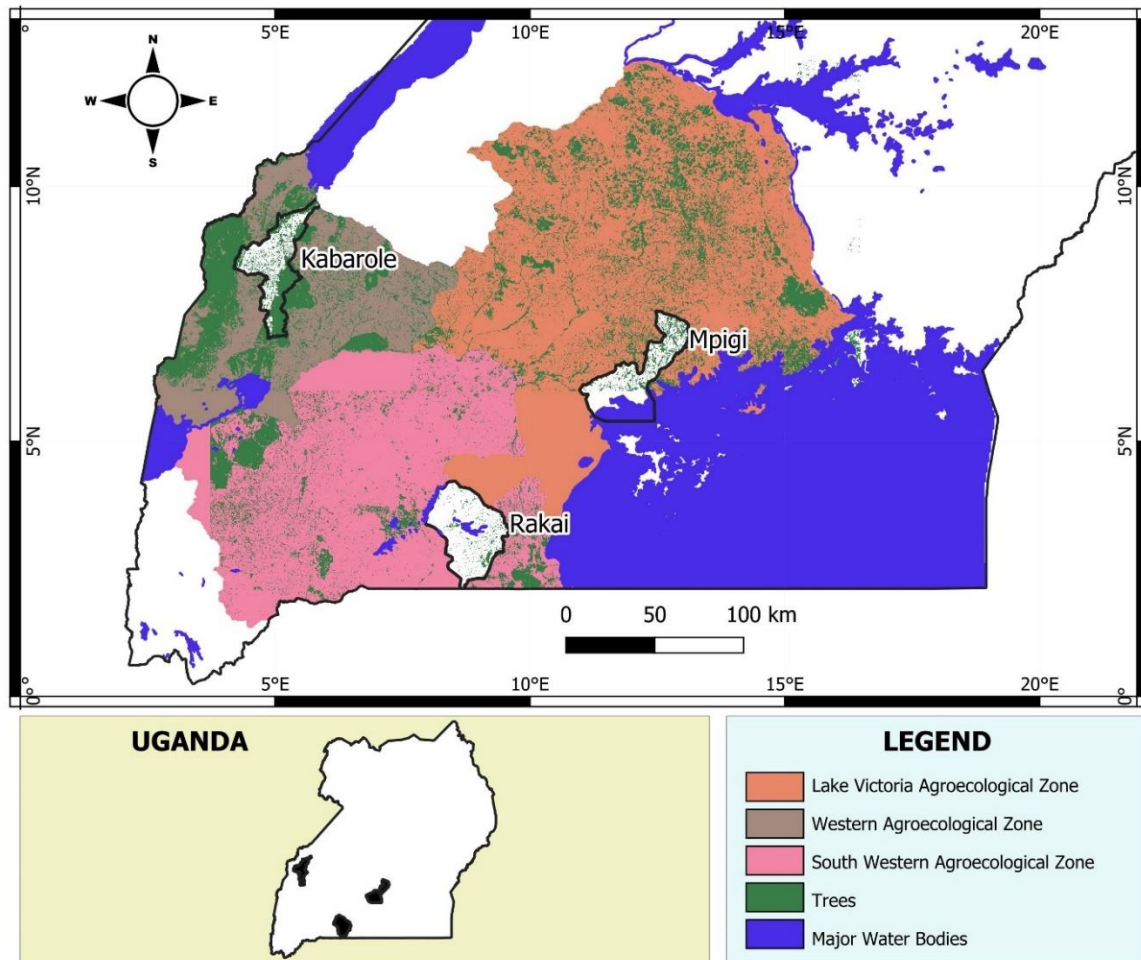 5°E 10°E 15°E 20°E
N
W E
S
10°N 10°N
Kabarole
Mpigi
5°N 5°N
Rakai
0 50 100 km
0° 0°
5°E 10°E 15°E 20°E
UGANDA
LEGEND
Lake Victoria Agroecological Zone
Western Agroecological Zone
South Western Agroecological Zone
Trees
Major Water Bodies